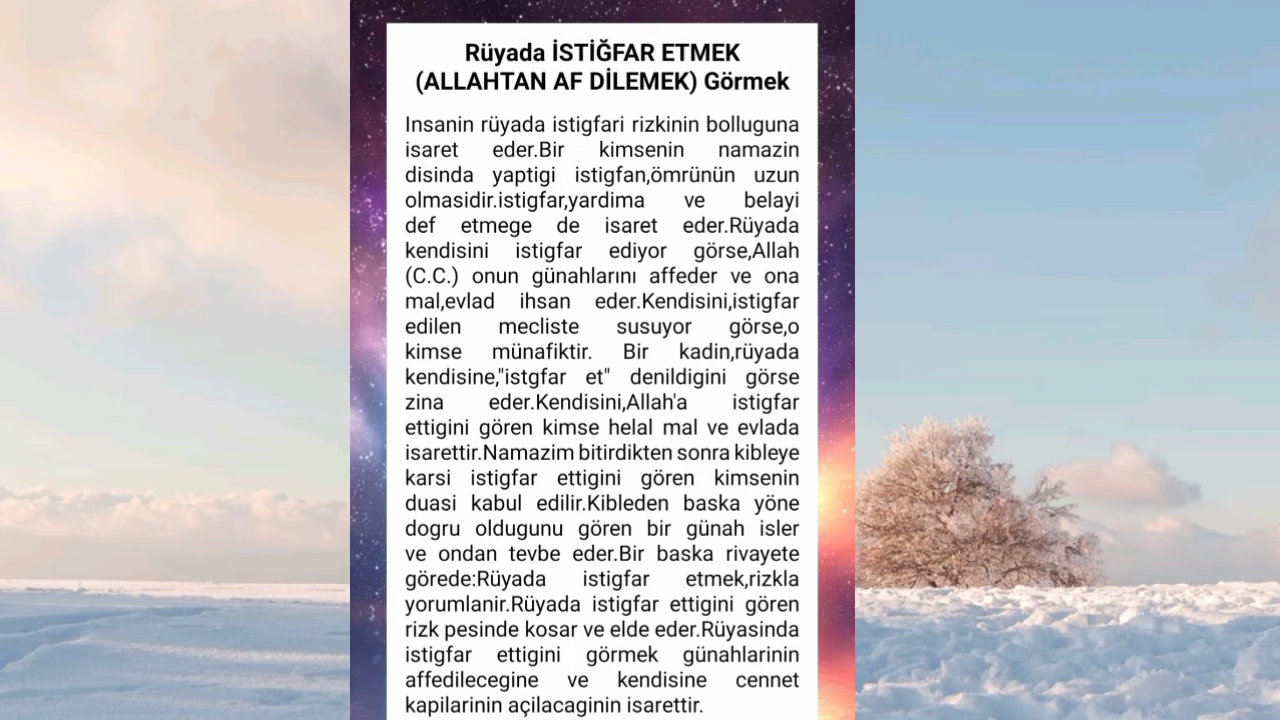 Rüyada İSTİĞFAR ETMEK
(ALLAHTAN AF DİLEMEK) Görmek
Insanin rüyada istigfari rizkinin bolluguna
isaret eder.Bir kimsenin namazin
disinda yaptigi istigfan,ömrünün uzun
olmasidir.istigfar,yardima ve belayi
def etmege de isaret eder.Rüyada
kendisini istigfar ediyor görse,Allah
(C.C.) onun günahlarını affeder ve ona
mal,evlad ihsan eder.Kendisini,istigfar
edilen mecliste susuyor görse,o
kimse münafiktir. Bir kadin,rüyada
kendisine,"istgfar et" denildigini görse
zina eder.Kendisini,Allah'a istigfar
ettigini gören kimse helal mal ve evlada
isarettir.Namazim bitirdikten sonra kibleye
karsi istigfar ettigini gören kimsenin
duasi kabul edilir.Kibleden baska yöne
dogru oldugunu gören bir günah isler
ve ondan tevbe eder.Bir baska rivayete
görede:Rüyada istigfar etmek,rizkla
yorumlanir.Rüyada istigfar ettigini gören
rizk pesinde kosar ve elde eder.Rüyasinda
istigfar ettigini görmek günahlarinin
affedilecegine ve kendisine cennet
kapilarinin açilacaginin isarettir.